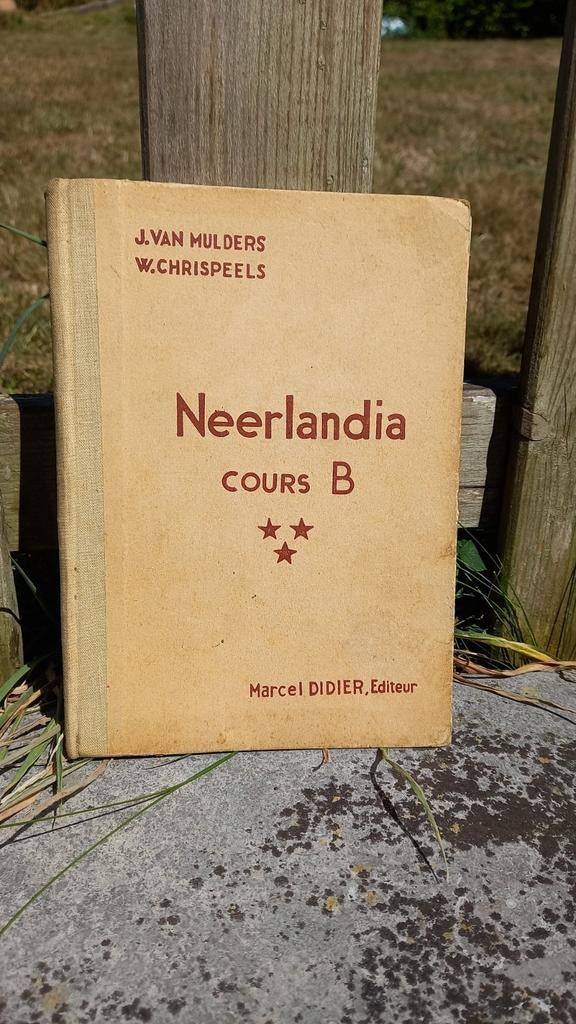 J. VAN MULDERS
W. CHRISPEELS
Neerlandia
COURS B
Marcel DIDIER, Editeur